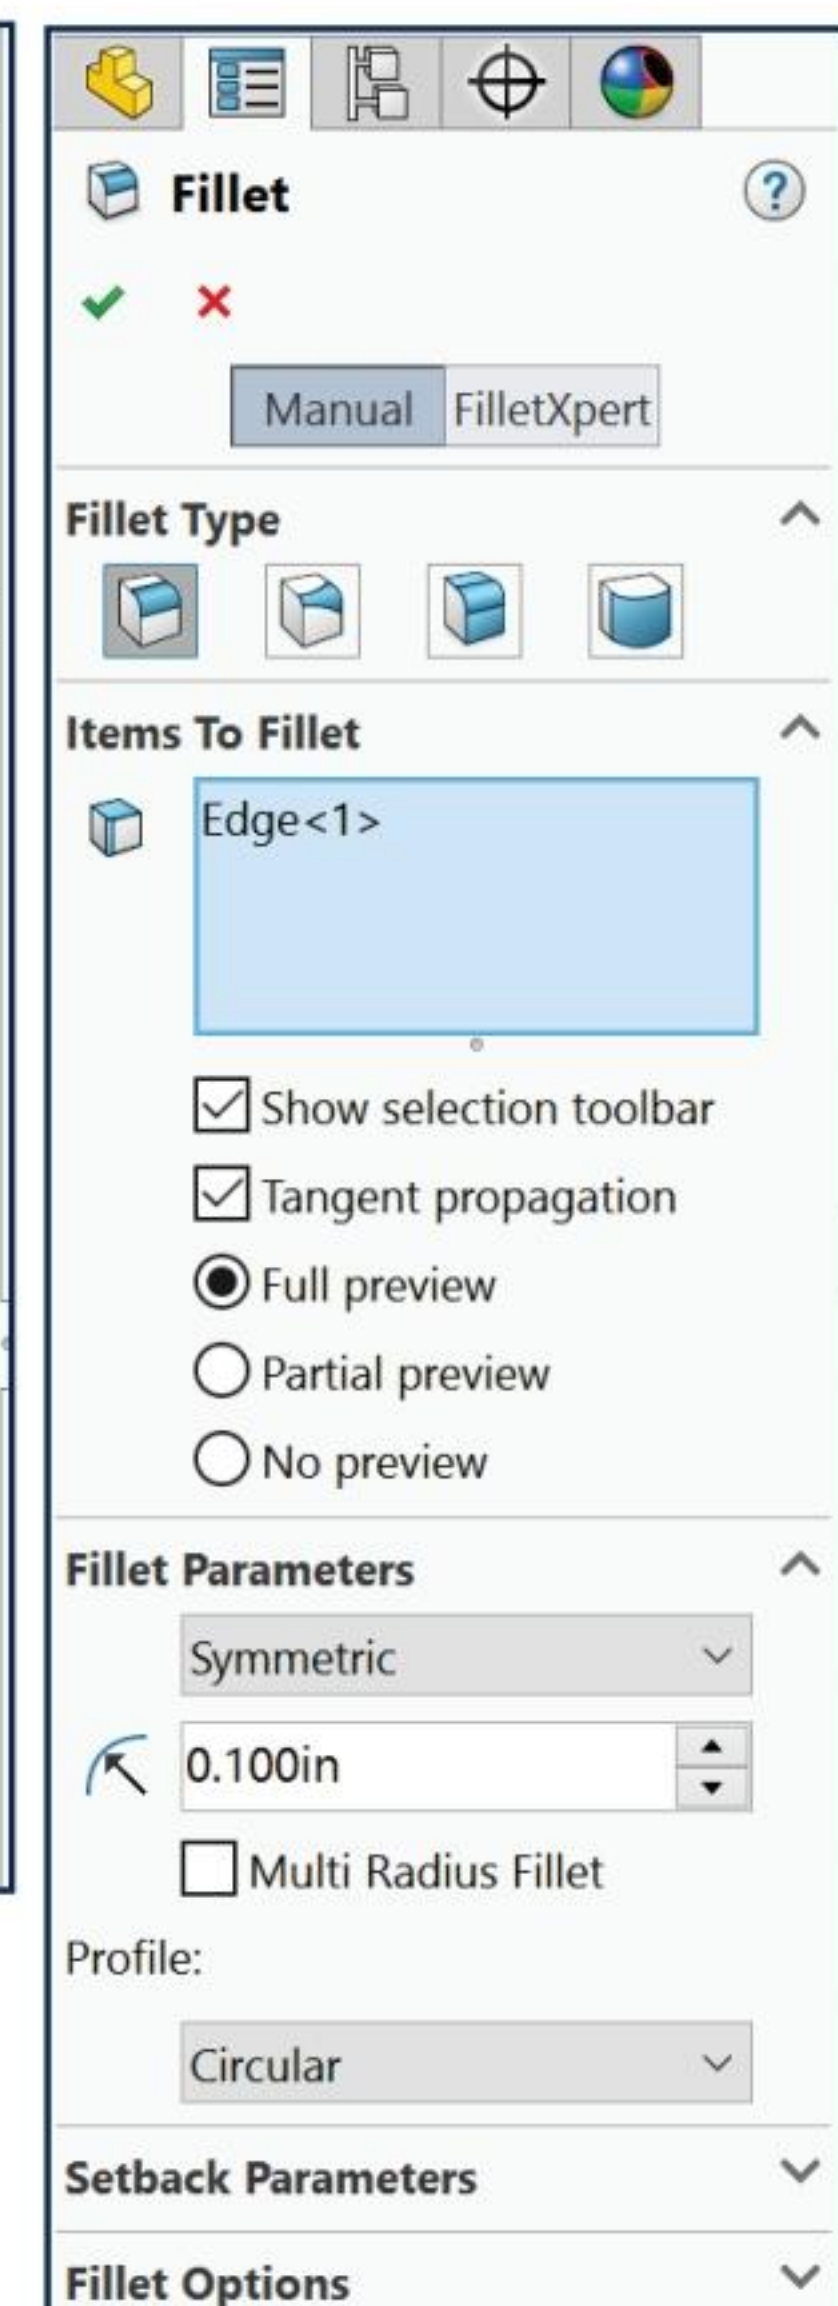 Fillet
?
Manual FilletXpert
Fillet Type
Items To Fillet
Edge<1>
Show selection toolbar
Tangent propagation
Full preview
Partial preview
No preview
Fillet Parameters
Symmetric
0.100in
Multi Radius Fillet
Profile:
Circular
Setback Parameters
Fillet Options